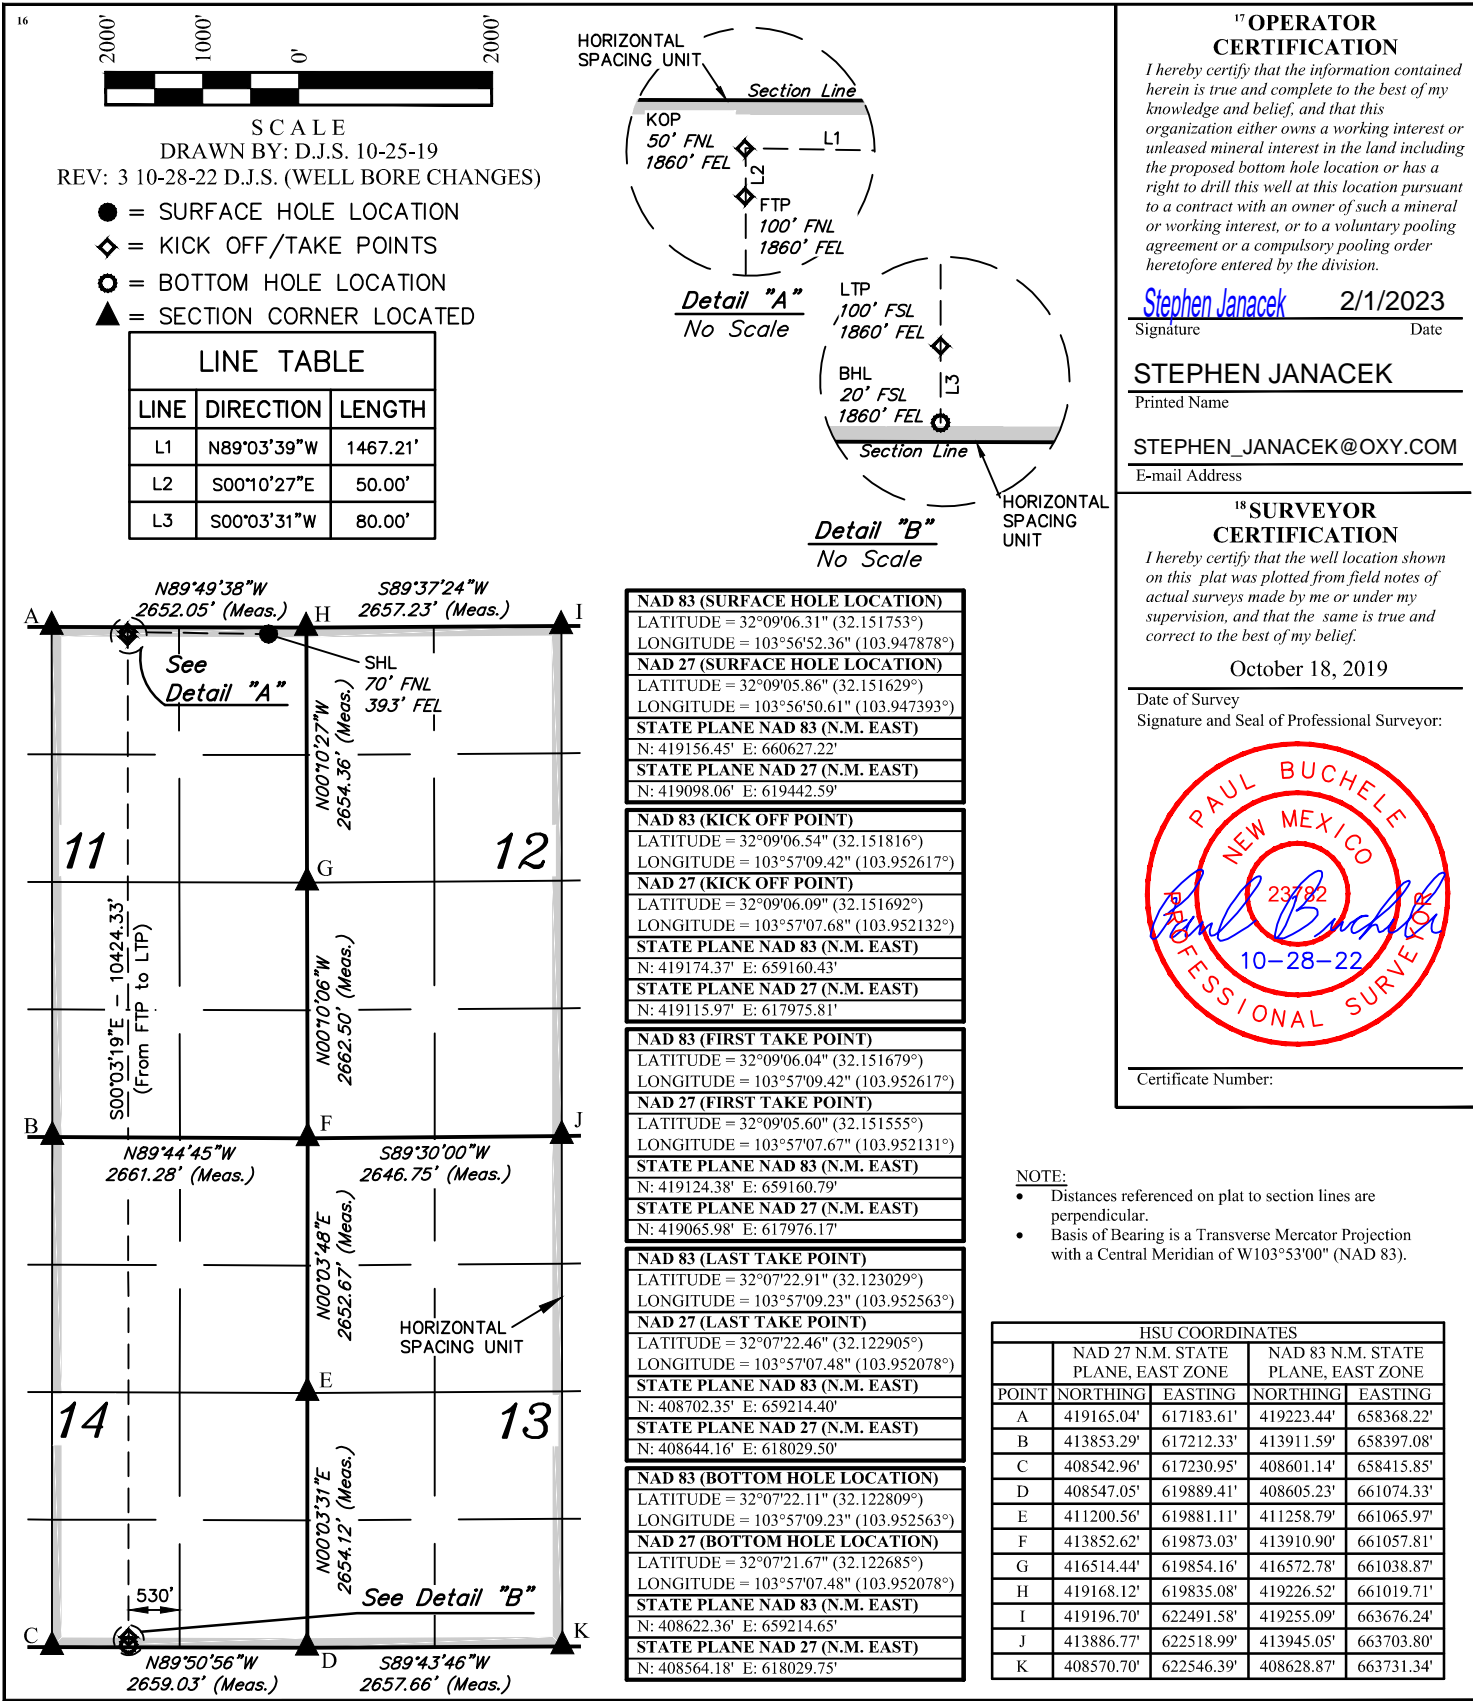 16
2000'
1000'
0'
2000'
SCALE
DRAWN BY: D.J.S. 10-25-19
REV: 3 10-28-22 D.J.S. (WELL BORE CHANGES)
= SURFACE HOLE LOCATION
= KICK OFF/TAKE POINTS
= BOTTOM HOLE LOCATION
= SECTION CORNER LOCATED
LINE TABLE
LINE DIRECTION LENGTH
L1 N89°03'39"W 1467.21'
L2 S00°10'27"E 50.00'
L3 S00°03'31"W 80.00'
HORIZONTAL
SPACING UNIT
Section Line
KOP
50' FNL
1860' FEL
L1
L2
FTP
100' FNL
1860' FEL
Detail "A"
No Scale
LTP
100' FSL
1860' FEL
L3
BHL
20' FSL
1860' FEL
Section Line
HORIZONTAL
SPACING
UNIT
Detail "B"
No Scale
N89°49'38"W
2652.05' (Meas.)
S89°37'24"W
2657.23' (Meas.)
A
H
I
See
Detail "A"
SHL
70' FNL
393' FEL
N00°10'27"W
2654.36' (Meas.)
11
12
G
S00°03'19"E - 10424.33'
(From FTP to LTP)
N00°10'06"W
2662.50' (Meas.)
B
F
J
N89°44'45"W
2661.28' (Meas.)
S89°30'00"W
2646.75' (Meas.)
N00°03'48"E
2652.67' (Meas.)
HORIZONTAL
SPACING UNIT
E
14
13
N00°03'31"E
2654.12' (Meas.)
530'
See Detail "B"
C
D
K
N89°50'56"W
2659.03' (Meas.)
S89°43'46"W
2657.66' (Meas.)
NAD 83 (SURFACE HOLE LOCATION)
LATITUDE = 32°09'06.31" (32.151753°)
LONGITUDE = 103°56'52.36" (103.947878°)
NAD 27 (SURFACE HOLE LOCATION)
LATITUDE = 32°09'05.86" (32.151629°)
LONGITUDE = 103°56'50.61" (103.947393°)
STATE PLANE NAD 83 (N.M. EAST)
N: 419156.45' E: 660627.22'
STATE PLANE NAD 27 (N.M. EAST)
N: 419098.06' E: 619442.59'
NAD 83 (KICK OFF POINT)
LATITUDE = 32°09'06.54" (32.151816°)
LONGITUDE = 103°57'09.42" (103.952617°)
NAD 27 (KICK OFF POINT)
LATITUDE = 32°09'06.09" (32.151692°)
LONGITUDE = 103°57'07.68" (103.952132°)
STATE PLANE NAD 83 (N.M. EAST)
N: 419174.37' E: 659160.43'
STATE PLANE NAD 27 (N.M. EAST)
N: 419115.97' E: 617975.81'
NAD 83 (FIRST TAKE POINT)
LATITUDE = 32°09'06.04" (32.151679°)
LONGITUDE = 103°57'09.42" (103.952617°)
NAD 27 (FIRST TAKE POINT)
LATITUDE = 32°09'05.60" (32.151555°)
LONGITUDE = 103°57'07.67" (103.952131°)
STATE PLANE NAD 83 (N.M. EAST)
N: 419124.38' E: 659160.79'
STATE PLANE NAD 27 (N.M. EAST)
N: 419065.98' E: 617976.17'
NAD 83 (LAST TAKE POINT)
LATITUDE = 32°07'22.91" (32.123029°)
LONGITUDE = 103°57'09.23" (103.952563°)
NAD 27 (LAST TAKE POINT)
LATITUDE = 32°07'22.46" (32.122905°)
LONGITUDE = 103°57'07.48" (103.952078°)
STATE PLANE NAD 83 (N.M. EAST)
N: 408702.35' E: 659214.40'
STATE PLANE NAD 27 (N.M. EAST)
N: 408644.16' E: 618029.50'
NAD 83 (BOTTOM HOLE LOCATION)
LATITUDE = 32°07'22.11" (32.122809°)
LONGITUDE = 103°57'09.23" (103.952563°)
NAD 27 (BOTTOM HOLE LOCATION)
LATITUDE = 32°07'21.67" (32.122685°)
LONGITUDE = 103°57'07.48" (103.952078°)
STATE PLANE NAD 83 (N.M. EAST)
N: 408622.36' E: 659214.65'
STATE PLANE NAD 27 (N.M. EAST)
N: 408564.18' E: 618029.75'
17 OPERATOR
CERTIFICATION
I hereby certify that the information contained
herein is true and complete to the best of my
knowledge and belief, and that this
organization either owns a working interest or
unleased mineral interest in the land including
the proposed bottom hole location or has a
right to drill this well at this location pursuant
to a contract with an owner of such a mineral
or working interest, or to a voluntary pooling
agreement or a compulsory pooling order
heretofore entered by the division.
Stephen Janacek 2/1/2023
Signature Date
STEPHEN JANACEK
Printed Name
STEPHEN_JANACEK@OXY.COM
E-mail Address
18 SURVEYOR
CERTIFICATION
I hereby certify that the well location shown
on this plat was plotted from field notes of
actual surveys made by me or under my
supervision, and that the same is true and
correct to the best of my belief.
October 18, 2019
Date of Survey
Signature and Seal of Professional Surveyor:
PAUL BUCHELE
NEW MEXICO
23782
Paul Buchele
10-28-22
PROFESSIONAL SURVEYOR
Certificate Number:
NOTE:
• Distances referenced on plat to section lines are
perpendicular.
• Basis of Bearing is a Transverse Mercator Projection
with a Central Meridian of W103°53'00" (NAD 83).
HSU COORDINATES
NAD 27 N.M. STATE PLANE, EAST ZONE NAD 83 N.M. STATE PLANE, EAST ZONE
POINT NORTHING EASTING NORTHING EASTING
A 419165.04' 617183.61' 419223.44' 658368.22'
B 413853.29' 617212.33' 413911.59' 658397.08'
C 408542.96' 617230.95' 408601.14' 658415.85'
D 408547.05' 619889.41' 408605.23' 661074.33'
E 411200.56' 619881.11' 411258.79' 661065.97'
F 413852.62' 619873.03' 413910.90' 661057.81'
G 416514.44' 619854.16' 416572.78' 661038.87'
H 419168.12' 619835.08' 419226.52' 661019.71'
I 419196.70' 622491.58' 419255.09' 663676.24'
J 413886.77' 622518.99' 413945.05' 663703.80'
K 408570.70' 622546.39' 408628.87' 663731.34'